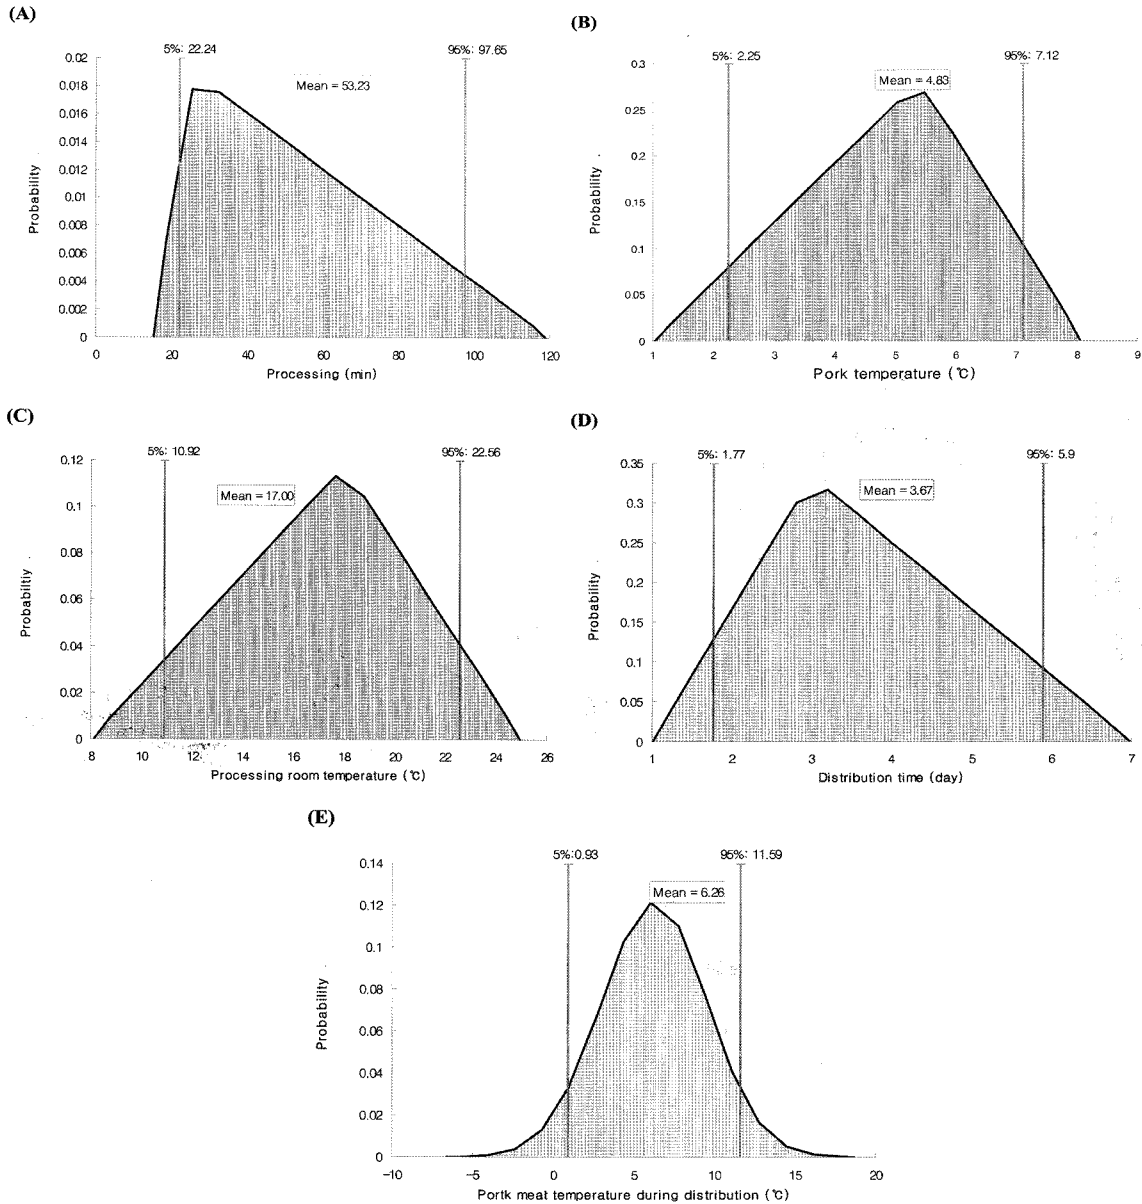 (A)
5%: 22.24
95%: 97.65
Mean = 53.23
Probability
0.02
0.018
0.016
0.014
0.012
0.01
0.008
0.006
0.004
0.002
0
0 20 40 60 80 100 120
Processing (min)
(B)
5%: 2.25
95%: 7.12
Mean = 4.83
Probability
0.3
0.25
0.2
0.15
0.1
0.05
0
1 2 3 4 5 6 7 8 9
Pork temperature (℃)
(C)
5%: 10.92
95%: 22.56
Mean = 17.00
Probabiltiy
0.12
0.1
0.08
0.06
0.04
0.02
0
8 10 12 14 16 18 20 22 24 26
Processing room temperature (℃)
(D)
5%: 1.77
95%: 5.9
Mean = 3.67
Probability
0.35
0.3
0.25
0.2
0.15
0.1
0.05
0
1 2 3 4 5 6 7
Distribution time (day)
(E)
5%:0.93
95%: 11.59
Mean = 6.26
Probability
0.14
0.12
0.1
0.08
0.06
0.04
0.02
0
-10 -5 0 5 10 15 20
Portk meat temperature during distribution (℃)